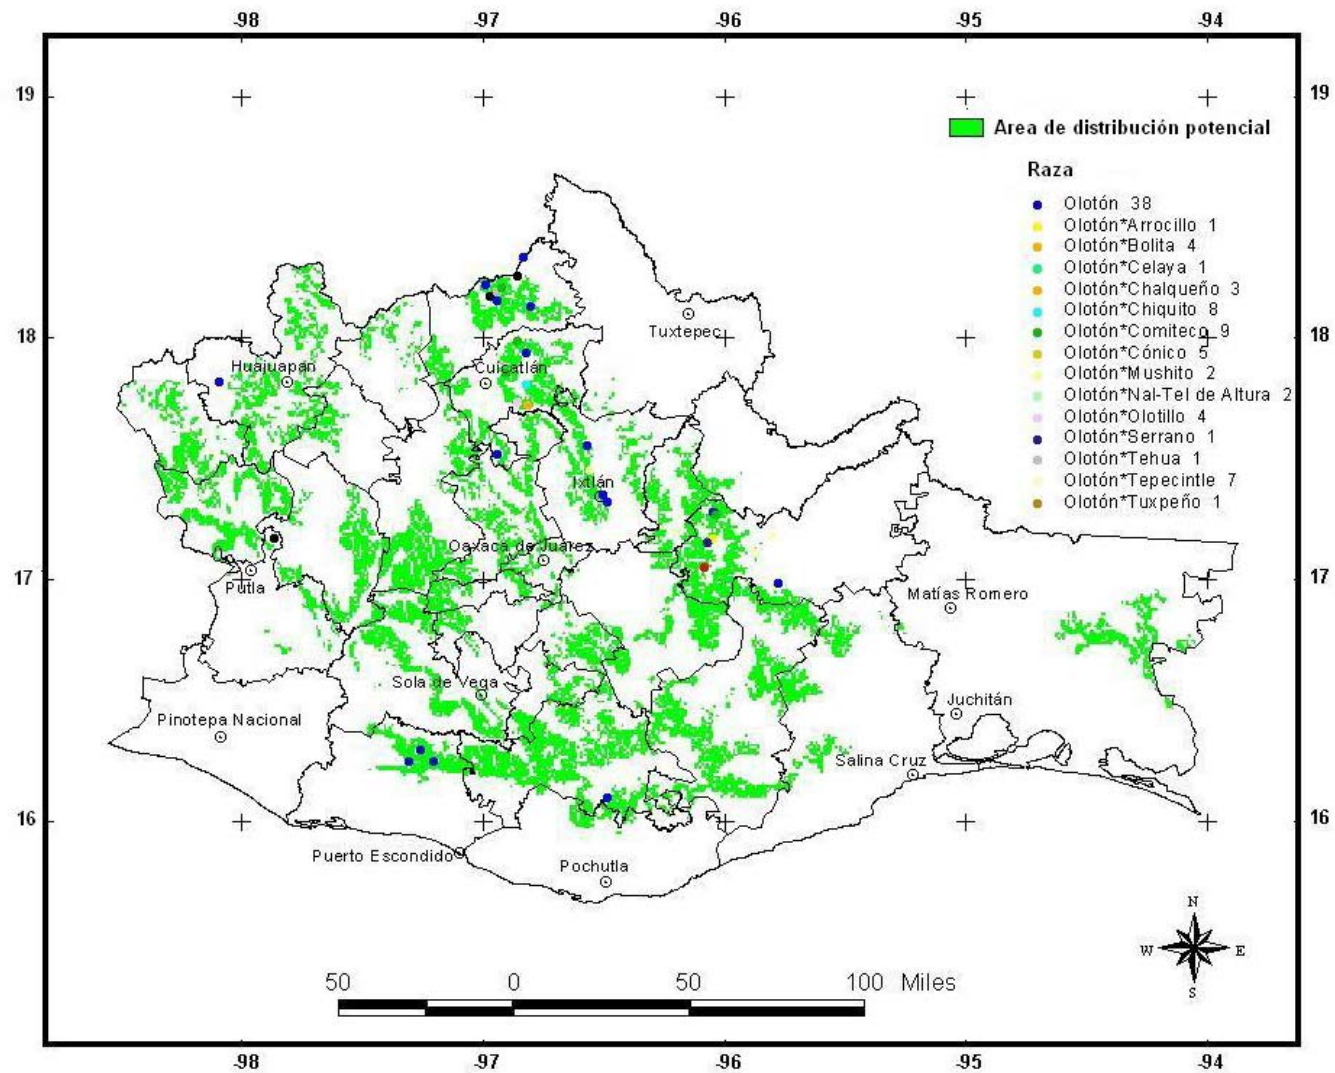 -98 -97 -96 -95 -94
19 19
Area de distribución potencial
Raza
Olotón 38
Olotón*Arrocillo 1
Olotón*Bolita 4
Olotón*Celaya 1
Olotón*Chalqueño 3
Olotón*Chiquito 8
Olotón*Comiteco 9
Olotón*Cónico 5
Olotón*Mushito 2
Olotón*Nal-Tel de Altura 2
Olotón*Olotillo 4
Olotón*Serrano 1
Olotón*Tehua 1
Olotón*Tepecintle 7
Olotón*Tuxpeño 1
Tuxtepec
18 18
Huajuapan
Cuicatlán
Ixtlán
Oaxaca de Juárez
17 17
Putla
Matías Romero
Sola de Vega
Pinotepa Nacional
Juchitán
Salina Cruz
16 16
Puerto Escondido
Pochutla
N
W E
S
50 0 50 100 Miles
-98 -97 -96 -95 -94